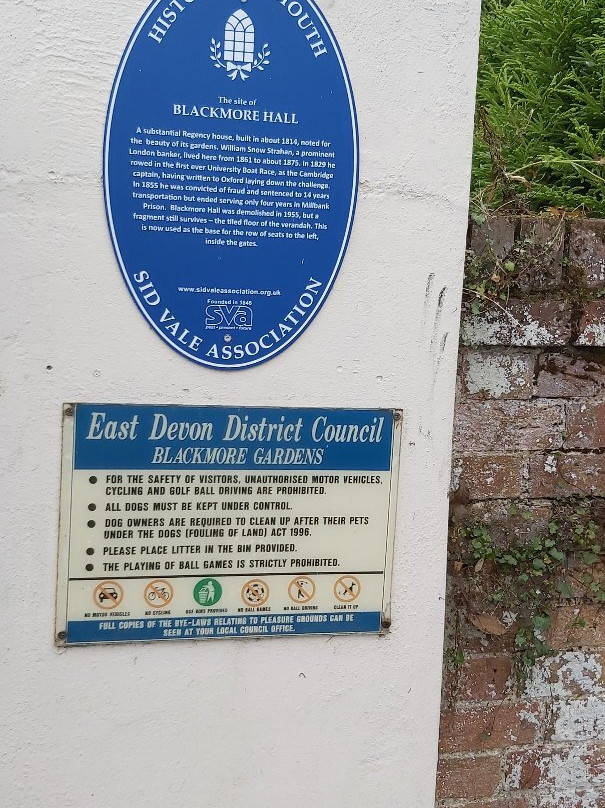 HISTO MOUTH
The site of
BLACKMORE HALL
A substantial Regency house, built in about 1814, noted for
the beauty of its gardens. William Snow Strahan, a prominent
London banker, lived here from 1861 to about 1875. In 1829 he
rowed in the first ever University Boat Race, as the Cambridge
captain, having written to Oxford laying down the challenge.
In 1855 he was convicted of fraud and sentenced to 14 years
transportation but ended serving only four years in Millbank
Prison. Blackmore Hall was demolished in 1955, but a
fragment still survives – the tiled floor of the verandah. This
is now used as the base for the row of seats to the left,
inside the gates.
www.sidvaleassociation.org.uk
Founded in 1846
sva
past • present • future
SID VALE ASSOCIATION
East Devon District Council
BLACKMORE GARDENS
● FOR THE SAFETY OF VISITORS, UNAUTHORISED MOTOR VEHICLES,
CYCLING AND GOLF BALL DRIVING ARE PROHIBITED.
● ALL DOGS MUST BE KEPT UNDER CONTROL.
● DOG OWNERS ARE REQUIRED TO CLEAN UP AFTER THEIR PETS
UNDER THE DOGS (FOULING OF LAND) ACT 1996.
● PLEASE PLACE LITTER IN THE BIN PROVIDED.
● THE PLAYING OF BALL GAMES IS STRICTLY PROHIBITED.
NO MOTOR VEHICLES NO CYCLING USE BINS PROVIDED NO BALL GAMES NO BALL DRIVING CLEAN IT UP
FULL COPIES OF THE BYE-LAWS RELATING TO PLEASURE GROUNDS CAN BE
SEEN AT YOUR LOCAL COUNCIL OFFICE.